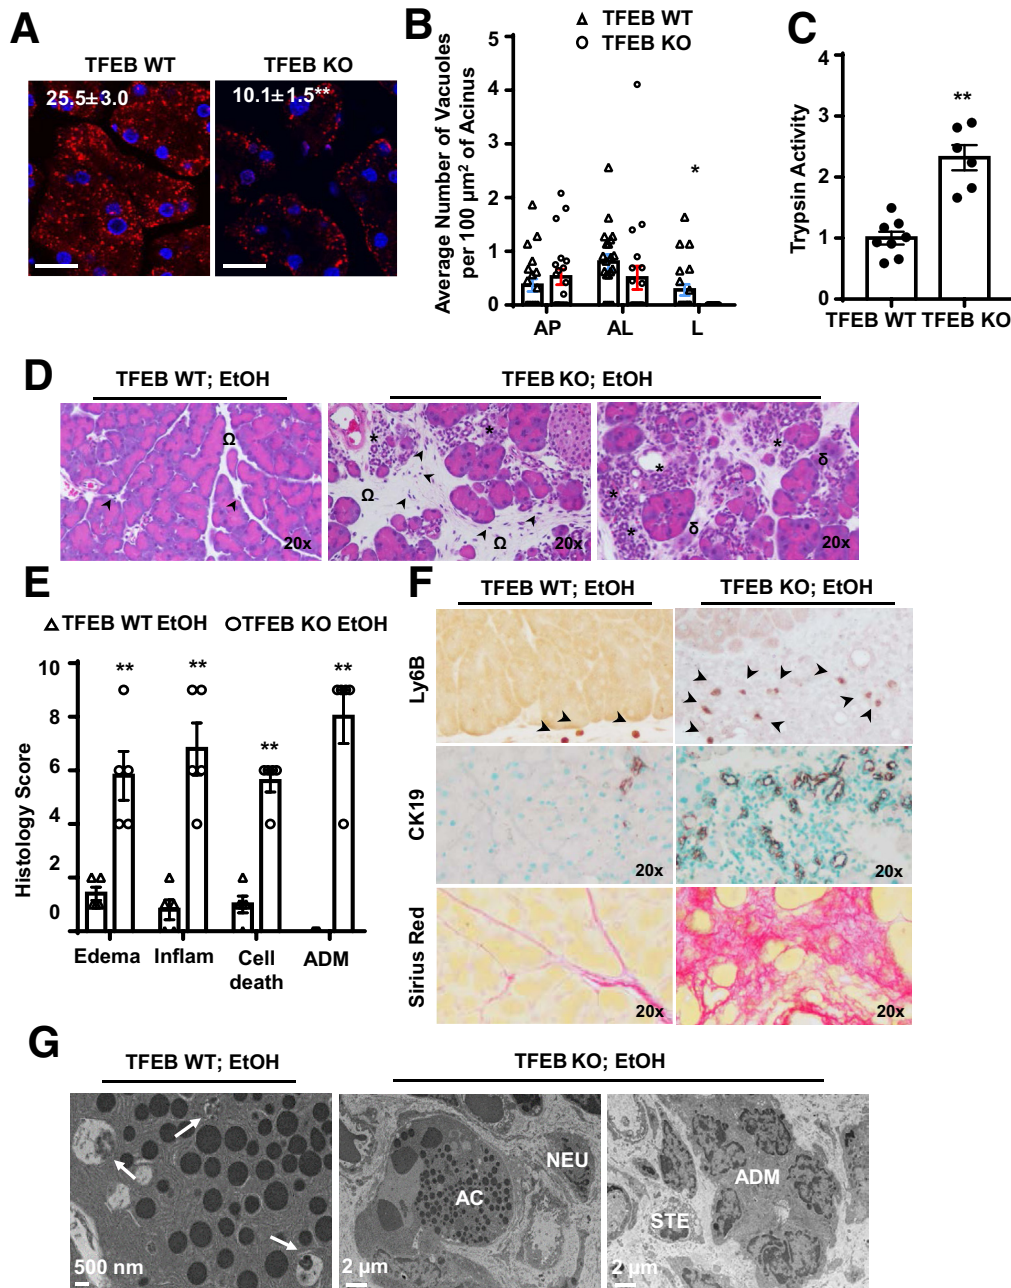 A
TFEB WT
TFEB KO
25.5±3.0
10.1±1.5**
B
TFEB WT
TFEB KO
Average Number of Vacuoles
per 100 µm² of Acinus
5
4
3
2
1
0
*
AP
AL
L
C
Trypsin Activity
4
3
2
1
0
**
TFEB WT
TFEB KO
D
TFEB WT; EtOH
TFEB KO; EtOH
Ω
20x
*
*
Ω
Ω
20x
*
*
*
*
δ
δ
20x
E
TFEB WT EtOH
TFEB KO EtOH
Histology Score
10
8
6
4
2
0
**
**
**
**
Edema
Inflam
Cell
death
ADM
F
TFEB WT; EtOH
TFEB KO; EtOH
Ly6B
CK19
20x
20x
Sirius Red
20x
20x
G
TFEB WT; EtOH
TFEB KO; EtOH
500 nm
AC
NEU
2 µm
ADM
STE
2 µm